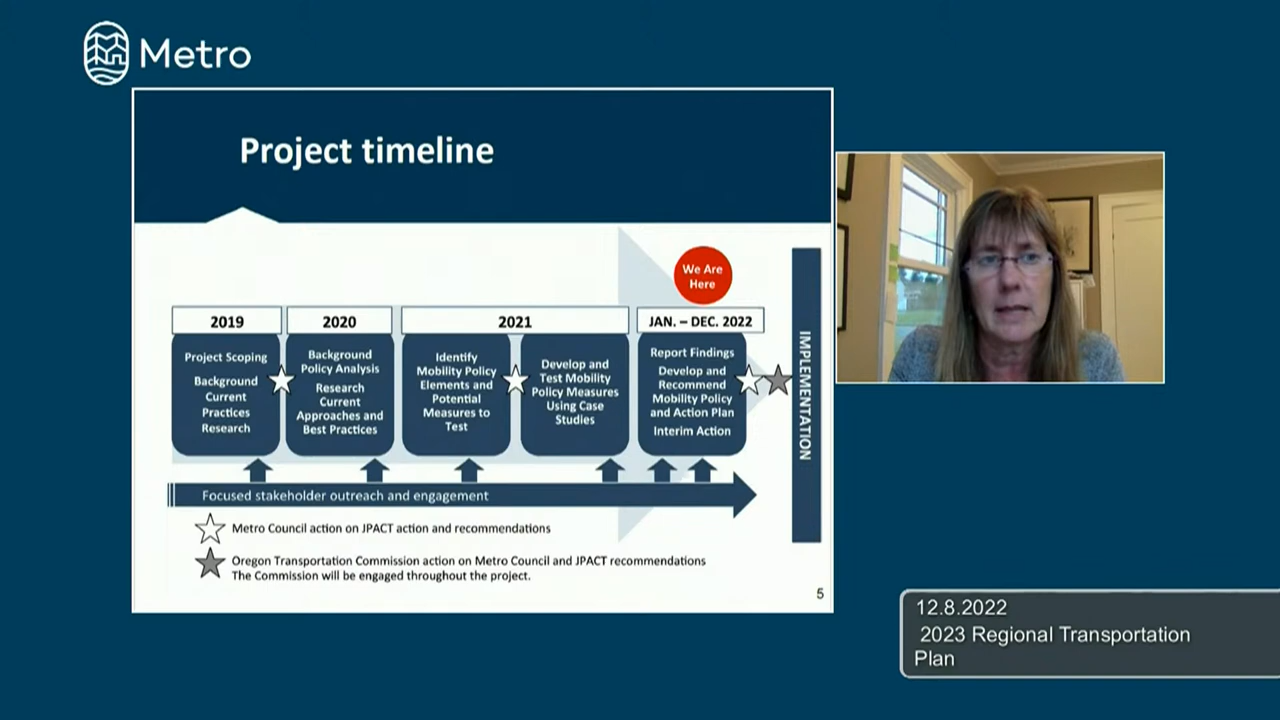 Metro
Project timeline
We Are
Here
2019
2020
2021
JAN. – DEC. 2022
Project Scoping
Background
Current
Practices
Research
Background
Policy Analysis
Research
Current
Approaches and
Best Practices
Identify
Mobility Policy
Elements and
Potential
Measures to
Test
Develop and
Test Mobility
Policy Measures
Using Case
Studies
Report Findings
Develop and
Recommend
Mobility Policy
and Action Plan
Interim Action
IMPLEMENTATION
Focused stakeholder outreach and engagement
Metro Council action on JPACT action and recommendations
Oregon Transportation Commission action on Metro Council and JPACT recommendations
The Commission will be engaged throughout the project.
5
12.8.2022
2023 Regional Transportation
Plan